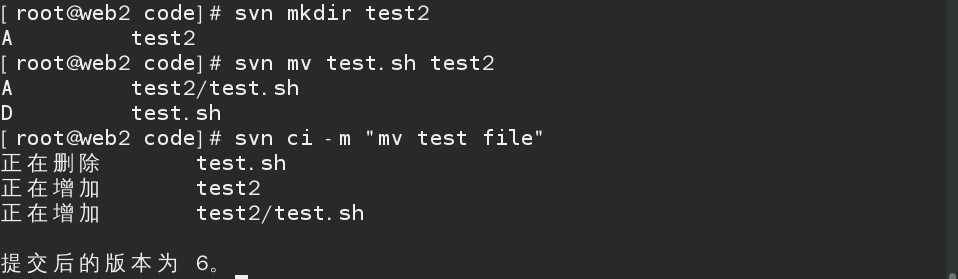 [root@web2 code]# svn mkdir test2
A         test2
[root@web2 code]# svn mv test.sh test2
A         test2/test.sh
D         test.sh
[root@web2 code]# svn ci -m "mv test file"
正在删除       test.sh
正在增加       test2
正在增加       test2/test.sh
提交后的版本为 6。